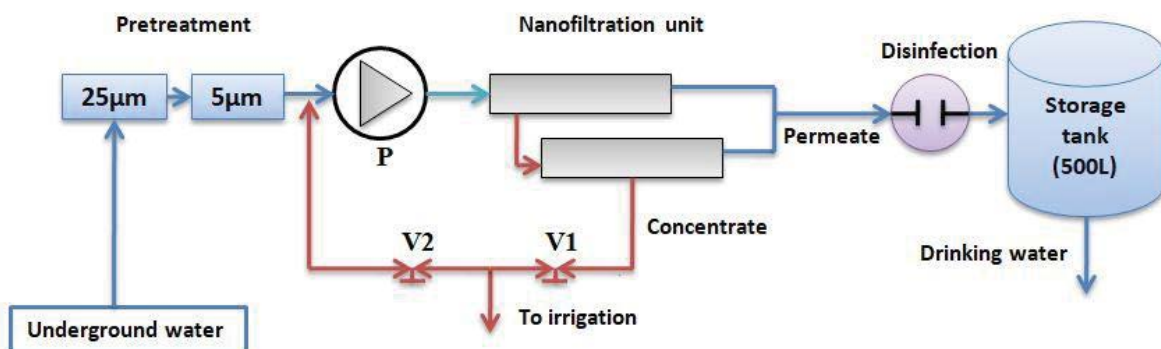 Pretreatment
Nanofiltration unit
Disinfection
25µm
5µm
P
Permeate
Storage
tank
(500L)
Concentrate
V2
V1
Drinking water
To irrigation
Underground water